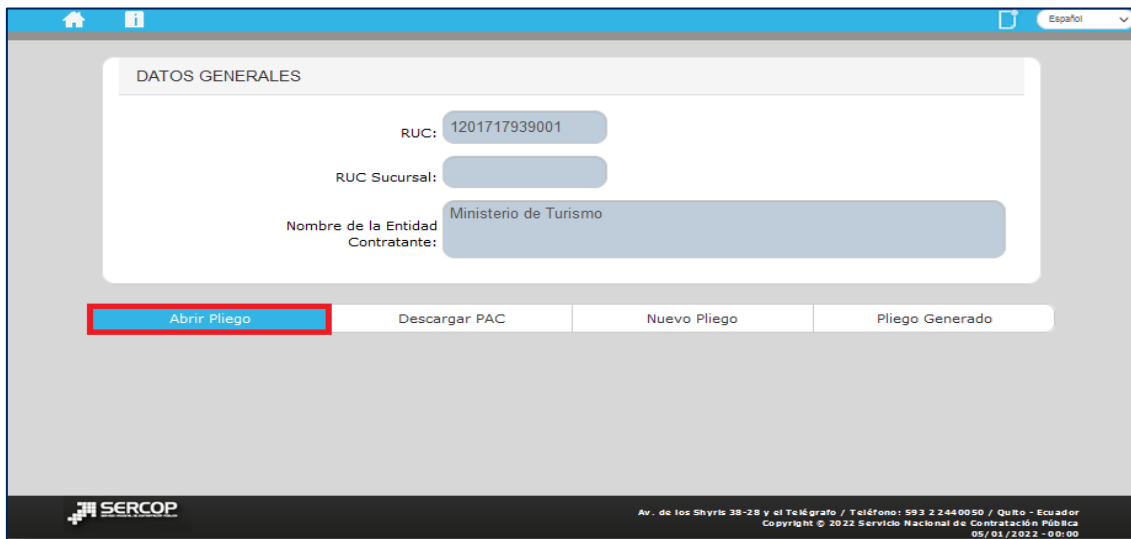 Español
DATOS GENERALES
RUC: 1201717939001
RUC Sucursal:
Nombre de la Entidad
Contratante:
Ministerio de Turismo
Abrir Pliego
Descargar PAC
Nuevo Pliego
Pliego Generado
SERCOP
Av. de los Shyris 38-28 y el Telégrafo / Teléfono: 593 2 2440050 / Quito - Ecuador
Copyright © 2022 Servicio Nacional de Contratación Pública
05/01/2022 - 00:00